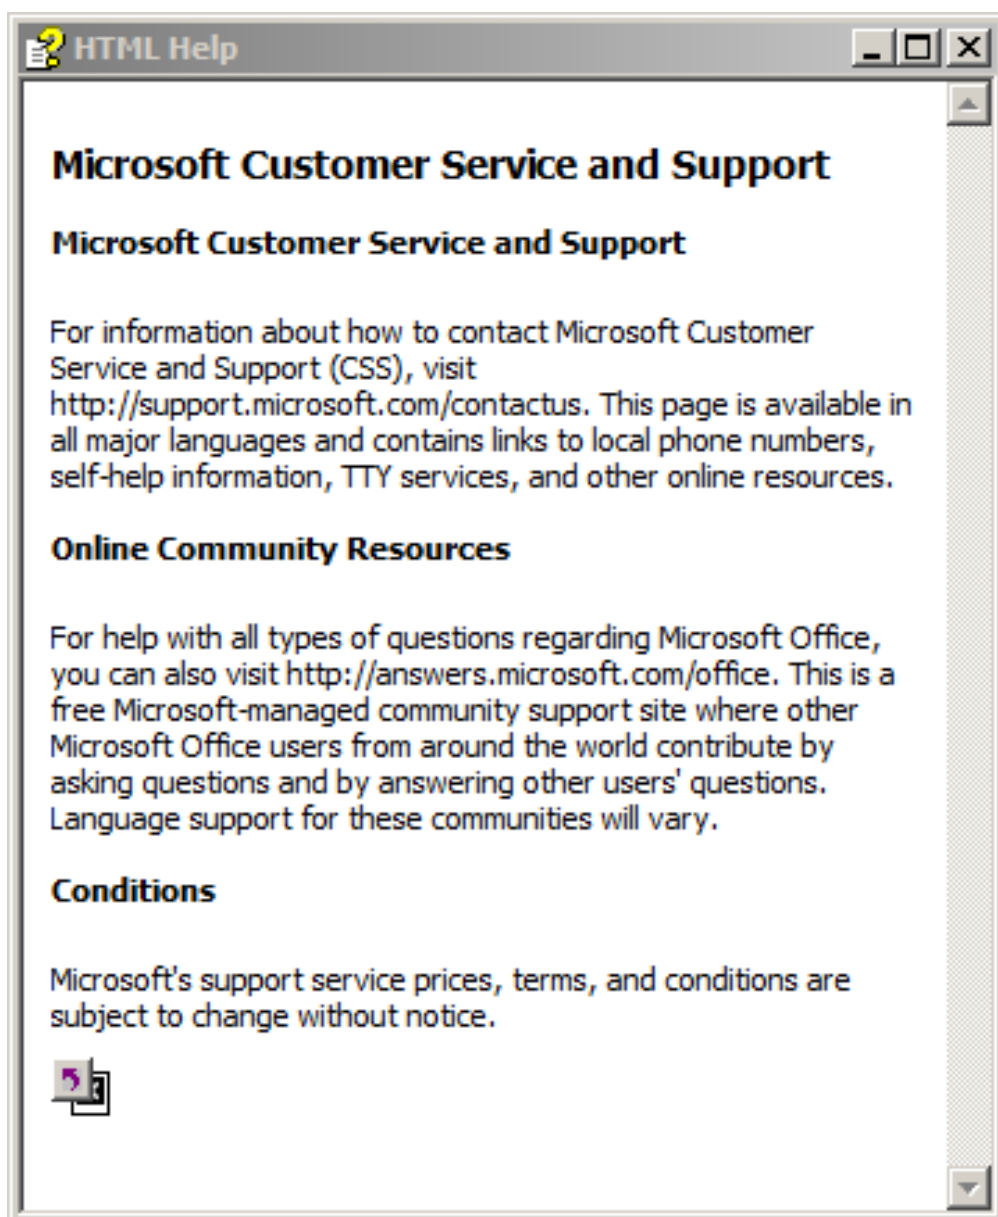 HTML Help
Microsoft Customer Service and Support
Microsoft Customer Service and Support
For information about how to contact Microsoft Customer
Service and Support (CSS), visit
http://support.microsoft.com/contactus. This page is available in
all major languages and contains links to local phone numbers,
self-help information, TTY services, and other online resources.
Online Community Resources
For help with all types of questions regarding Microsoft Office,
you can also visit http://answers.microsoft.com/office. This is a
free Microsoft-managed community support site where other
Microsoft Office users from around the world contribute by
asking questions and by answering other users' questions.
Language support for these communities will vary.
Conditions
Microsoft's support service prices, terms, and conditions are
subject to change without notice.